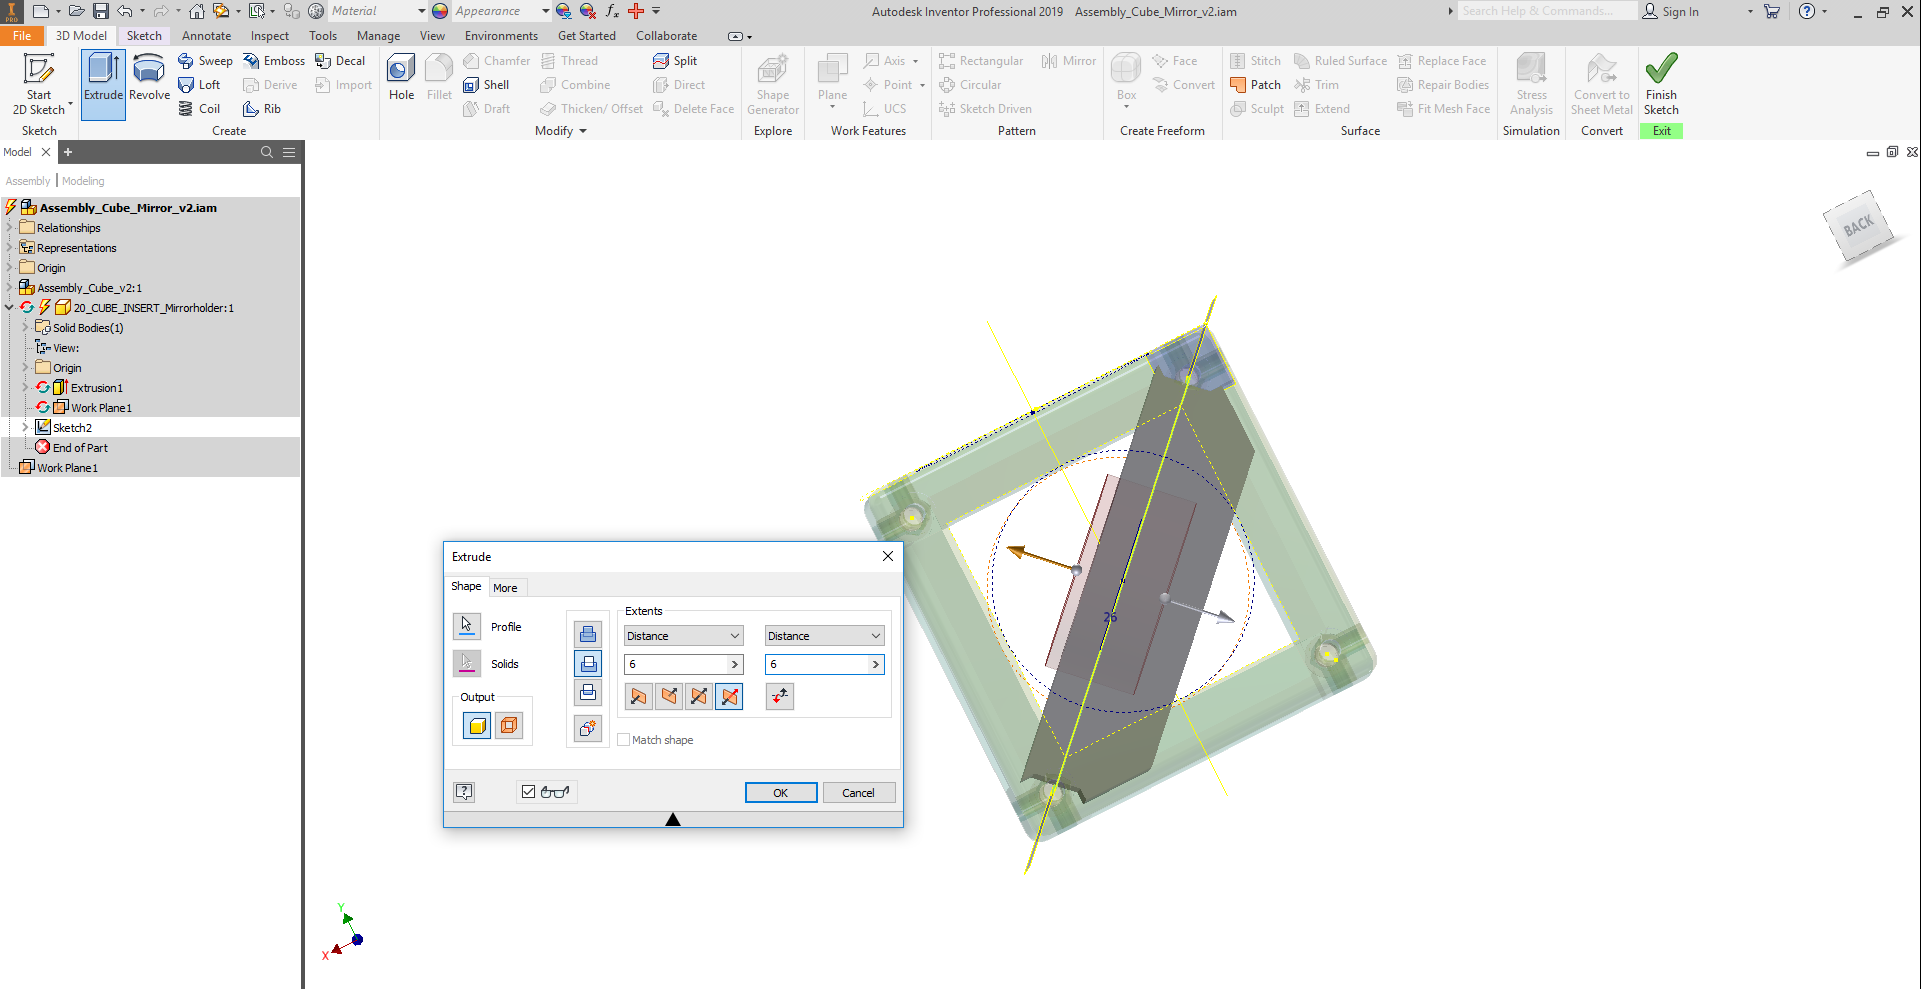 Material
Appearance
Autodesk Inventor Professional 2019 Assembly_Cube_Mirror_v2.iam
Search Help & Commands...
Sign In
PRO
File
3D Model
Sketch
Annotate
Inspect
Tools
Manage
View
Environments
Get Started
Collaborate
Start
2D Sketch
Sketch
Extrude
Revolve
Sweep
Loft
Coil
Emboss
Derive
Rib
Decal
Import
Create
Hole
Fillet
Chamfer
Shell
Draft
Thread
Combine
Thicken/ Offset
Split
Direct
Delete Face
Modify
Shape
Generator
Explore
Plane
Axis
Point
UCS
Work Features
Rectangular
Circular
Sketch Driven
Mirror
Pattern
Box
Face
Convert
Create Freeform
Stitch
Patch
Sculpt
Ruled Surface
Trim
Extend
Replace Face
Repair Bodies
Fit Mesh Face
Surface
Stress
Analysis
Simulation
Convert to
Sheet Metal
Convert
Finish
Sketch
Exit
Model
Assembly
Modeling
Assembly_Cube_Mirror_v2.iam
Relationships
Representations
Origin
Assembly_Cube_v2:1
20_CUBE_INSERT_Mirrorholder:1
Solid Bodies(1)
View:
Origin
Extrusion1
Work Plane1
Sketch2
End of Part
Work Plane1
BACK
26
Extrude
Shape
More
Profile
Solids
Output
Extents
Distance
Distance
6
6
Match shape
OK
Cancel
Y
X